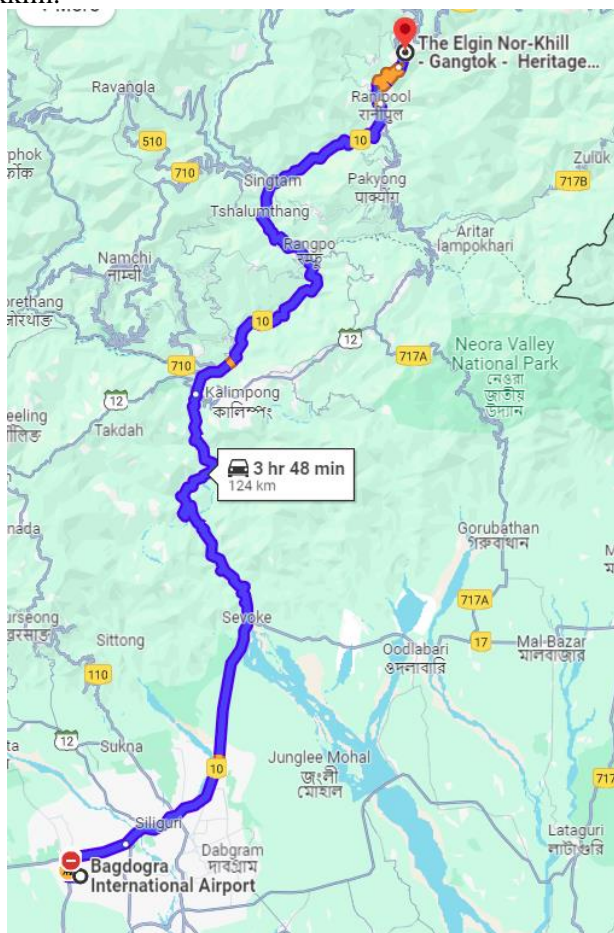 The Elgin Nor-Khill
- Gangtok - Heritage...
Ravangla
Ranipool
रानीपुल
10
510
710
Singtam
Pakyong
পাকয়ং
Zuluk
717B
Tshalumthang
Aritar
lampokhari
Rangpo
Namchi
नाम्ची
10
12
710
717A
Neora Valley
National Park
নেওরা
জাতীয়
উদ্যান
Kalimpong
কালিম্পং
12
Takdah
3 hr 48 min
124 km
Gorubathan
গরুবাথান
717A
Sevoke
17
Sittong
Oodlabari
ওদলাবারি
Mal Bazar
মালবাজার
110
12
Sukna
10
Junglee Mohal
জংলী
মোহাল
717
Siliguri
Dabgram
দাবগ্রাম
Lataguri
লাটাগুরি
Bagdogra
International Airport